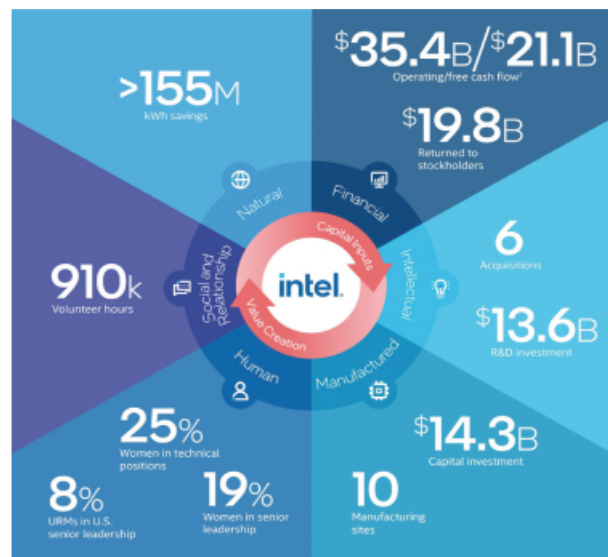 $35.4B/$21.1B
Operating/free cash flow¹
$19.8B
Returned to
stockholders
>155M
kWh savings
6
Acquisitions
$13.6B
R&D investment
910k
Volunteer hours
$14.3B
Capital investment
10
Manufacturing
sites
25%
Women in technical
positions
8%
URMs in U.S.
senior leadership
19%
Women in senior
leadership
Natural
Financial
Intellectual
Manufactured
Human
Social and
Relationship
Capital Inputs
Value Creation
intel.